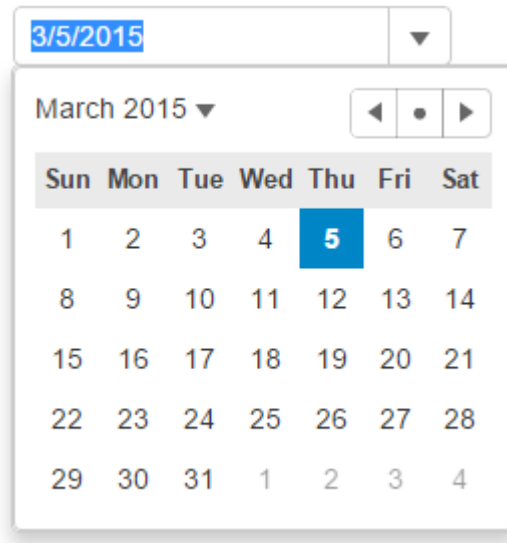 3/5/2015
March 2015
Sun Mon Tue Wed Thu Fri Sat
1 2 3 4 5 6 7
8 9 10 11 12 13 14
15 16 17 18 19 20 21
22 23 24 25 26 27 28
29 30 31 1 2 3 4